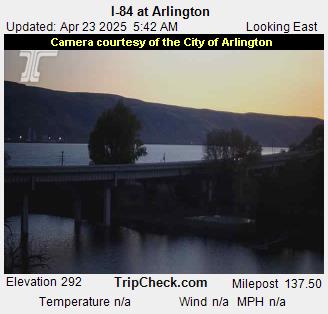 I-84 at Arlington
Updated: Apr 23 2025 5:42 AM Looking East
Camera courtesy of the City of Arlington
Elevation 292 TripCheck.com Milepost 137.50
Temperature n/a Wind n/a MPH n/a